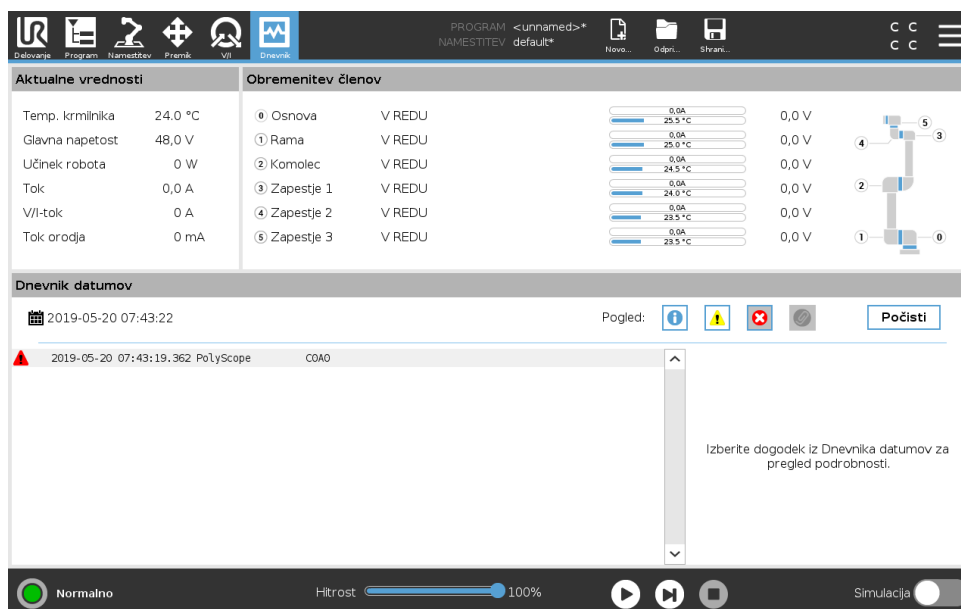 PROGRAM <unnamed>*
NAMESTITEV default*
Delovanje Program Namestitev Premik V/I Dnevnik Novo... Odpri... Shrani...
C C
C C
Aktualne vrednosti
Obremenitev členov
Temp. krmilnika 24.0 °C
Glavna napetost 48,0 V
Učinek robota 0 W
Tok 0,0 A
V/I-tok 0 A
Tok orodja 0 mA
0 Osnova V REDU 0,0A 25.5 °C 0,0 V
1 Rama V REDU 0,0A 25.0 °C 0,0 V
2 Komolec V REDU 0,0A 24.5 °C 0,0 V
3 Zapestje 1 V REDU 0,0A 24.0 °C 0,0 V
4 Zapestje 2 V REDU 0,0A 23.5 °C 0,0 V
5 Zapestje 3 V REDU 0,0A 23.5 °C 0,0 V
5
4 3
2
1 0
Dnevnik datumov
2019-05-20 07:43:22 Pogled: Počisti
2019-05-20 07:43:19.362 PolyScope C0A0
Izberite dogodek iz Dnevnika datumov za
pregled podrobnosti.
Normalno Hitrost 100% Simulacija